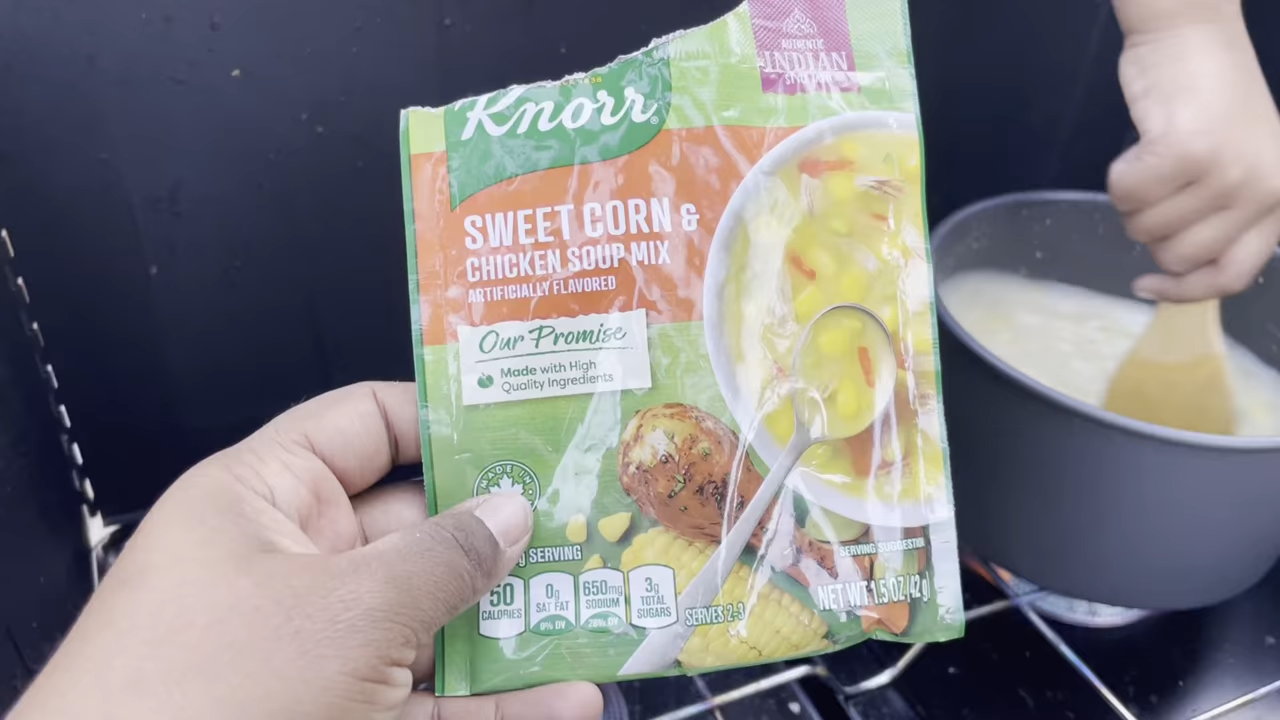 AUTHENTIC
INDIAN
Knorr®
SWEET CORN &
CHICKEN SOUP MIX
ARTIFICIALLY FLAVORED
Our Promise
Made with High
Quality Ingredients
MADE IN
g SERVING
50
CALORIES
0g
SAT FAT
0% DV
650mg
SODIUM
28% DV
3g
TOTAL
SUGARS
SERVES 2-3
SERVING SUGGESTION
NET WT 1.5 OZ (42g)